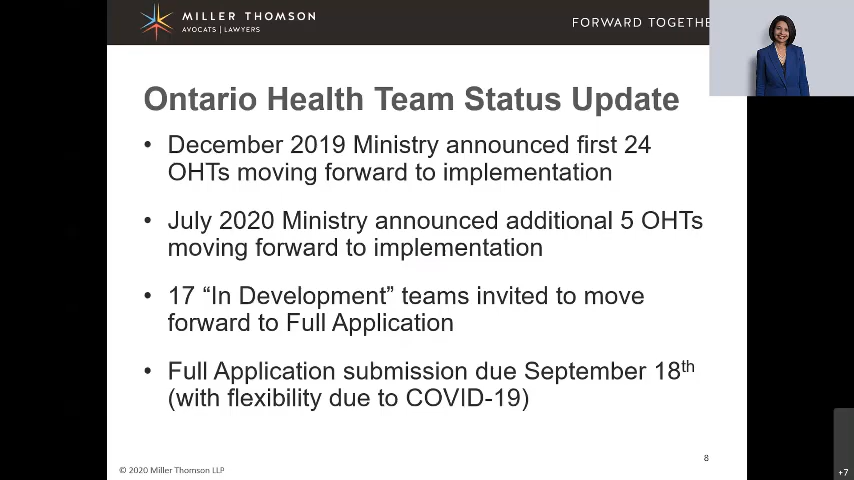 MILLER THOMSON
AVOCATS | LAWYERS
FORWARD TOGETHE
Ontario Health Team Status Update
• December 2019 Ministry announced first 24
OHTs moving forward to implementation
• July 2020 Ministry announced additional 5 OHTs
moving forward to implementation
• 17 “In Development” teams invited to move
forward to Full Application
• Full Application submission due September 18th
(with flexibility due to COVID-19)
8
© 2020 Miller Thomson LLP
+7